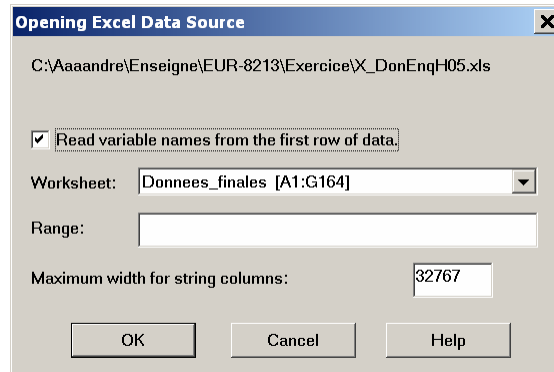 Opening Excel Data Source
C:\Aaaandre\Enseigne\EUR-8213\Exercice\X_DonEnqH05.xls
Read variable names from the first row of data.
Worksheet: Donnees_finales [A1:G164]
Range:
Maximum width for string columns: 32767
OK Cancel Help